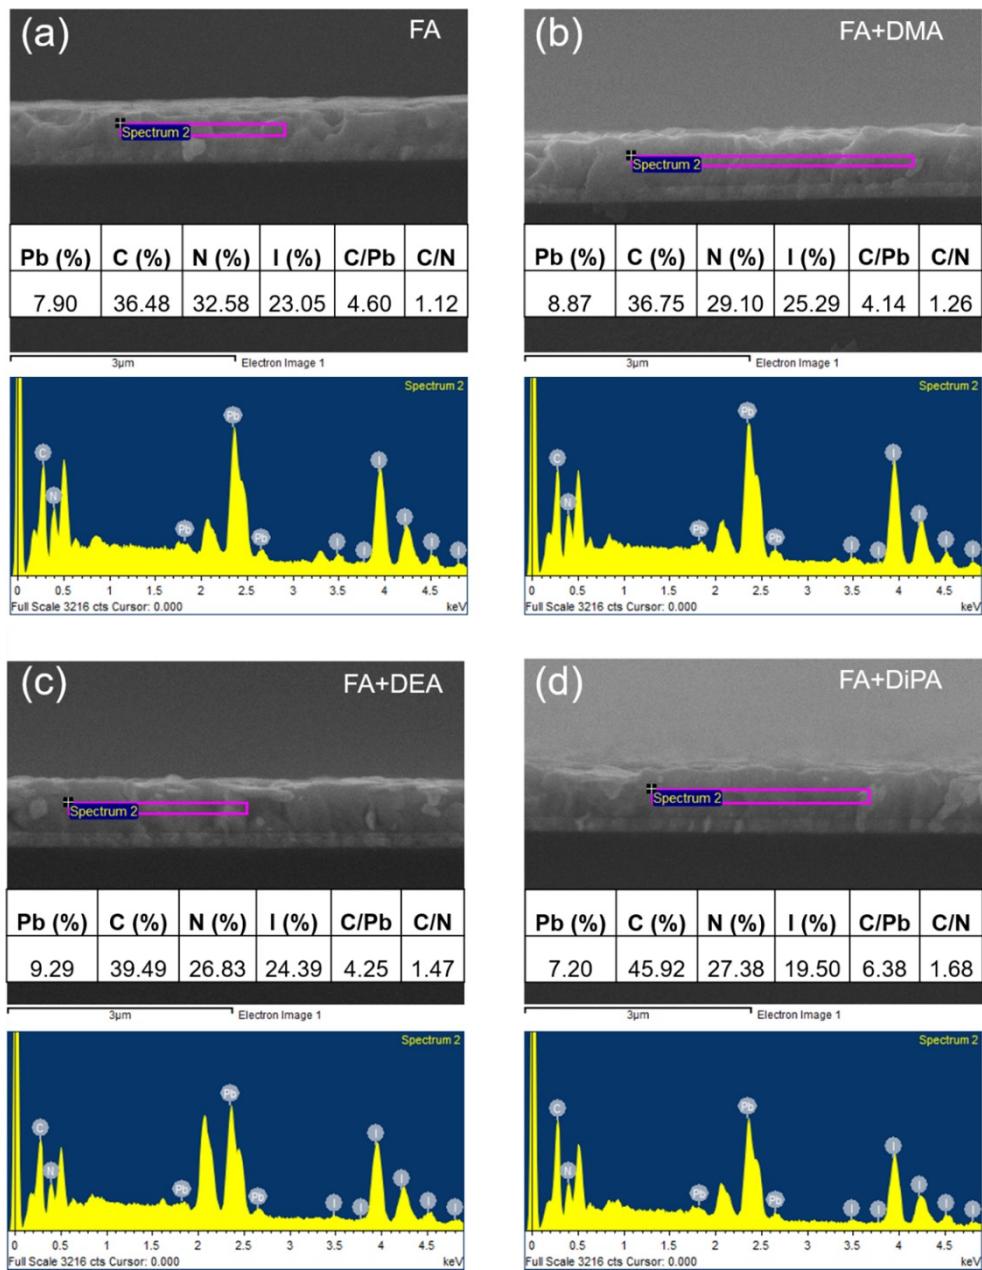 (a) FA
Spectrum 2
Pb (%) C (%) N (%) I (%) C/Pb C/N
7.90 36.48 32.58 23.05 4.60 1.12
3µm Electron Image 1
(b) FA+DMA
Spectrum 2
Pb (%) C (%) N (%) I (%) C/Pb C/N
8.87 36.75 29.10 25.29 4.14 1.26
3µm Electron Image 1
Spectrum 2
Pb
C
I
N
I
Pb
Pb
I
I
I
I
0 0.5 1 1.5 2 2.5 3 3.5 4 4.5
Full Scale 3216 cts Cursor: 0.000 keV
Spectrum 2
Pb
C
I
N
I
Pb
Pb
I
I
I
I
0 0.5 1 1.5 2 2.5 3 3.5 4 4.5
Full Scale 3216 cts Cursor: 0.000 keV
(c) FA+DEA
Spectrum 2
Pb (%) C (%) N (%) I (%) C/Pb C/N
9.29 39.49 26.83 24.39 4.25 1.47
3µm Electron Image 1
(d) FA+DiPA
Spectrum 2
Pb (%) C (%) N (%) I (%) C/Pb C/N
7.20 45.92 27.38 19.50 6.38 1.68
3µm Electron Image 1
Spectrum 2
Pb
C
I
N
I
Pb
Pb
I
I
I
I
0 0.5 1 1.5 2 2.5 3 3.5 4 4.5
Full Scale 3216 cts Cursor: 0.000 keV
Spectrum 2
Pb
C
I
N
I
Pb
Pb
I
I
I
I
0 0.5 1 1.5 2 2.5 3 3.5 4 4.5
Full Scale 3216 cts Cursor: 0.000 keV